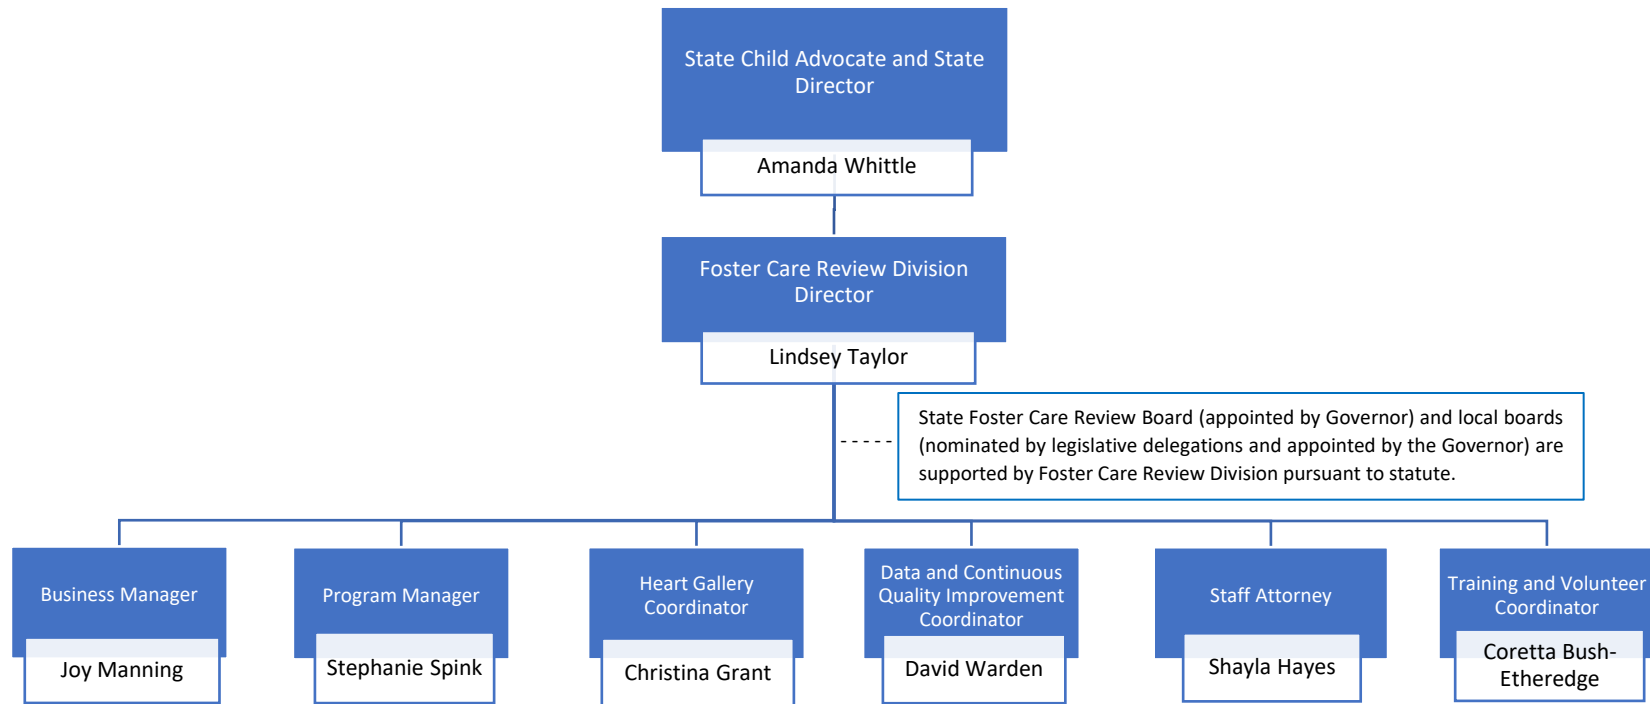 State Child Advocate and State
Director
Amanda Whittle
Foster Care Review Division
Director
Lindsey Taylor
State Foster Care Review Board (appointed by Governor) and local boards
(nominated by legislative delegations and appointed by the Governor) are
supported by Foster Care Review Division pursuant to statute.
Business Manager
Joy Manning
Program Manager
Stephanie Spink
Heart Gallery
Coordinator
Christina Grant
Data and Continuous
Quality Improvement
Coordinator
David Warden
Staff Attorney
Shayla Hayes
Training and Volunteer
Coordinator
Coretta Bush-
Etheredge